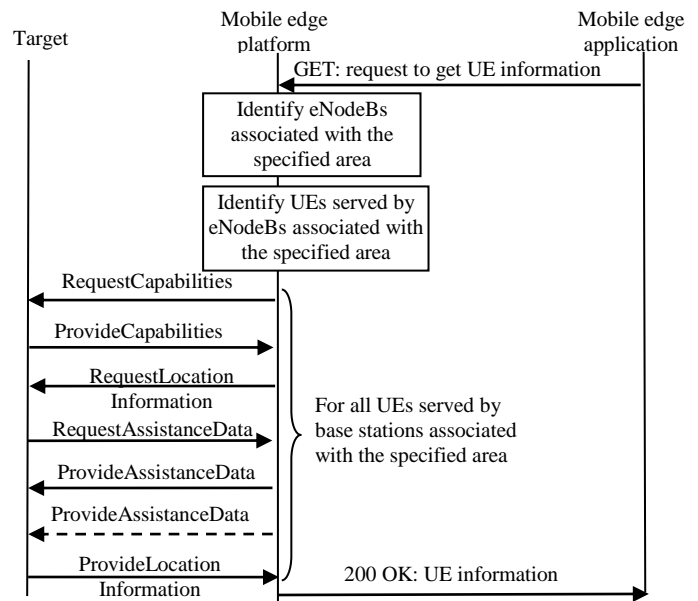 Target
Mobile edge
platform
Mobile edge
application
GET: request to get UE information
Identify eNodeBs
associated with the
specified area
Identify UEs served by
eNodeBs associated with
the specified area
RequestCapabilities
ProvideCapabilities
RequestLocation
Information
RequestAssistanceData
ProvideAssistanceData
ProvideAssistanceData
ProvideLocation
Information
For all UEs served by
base stations associated
with the specified area
200 OK: UE information